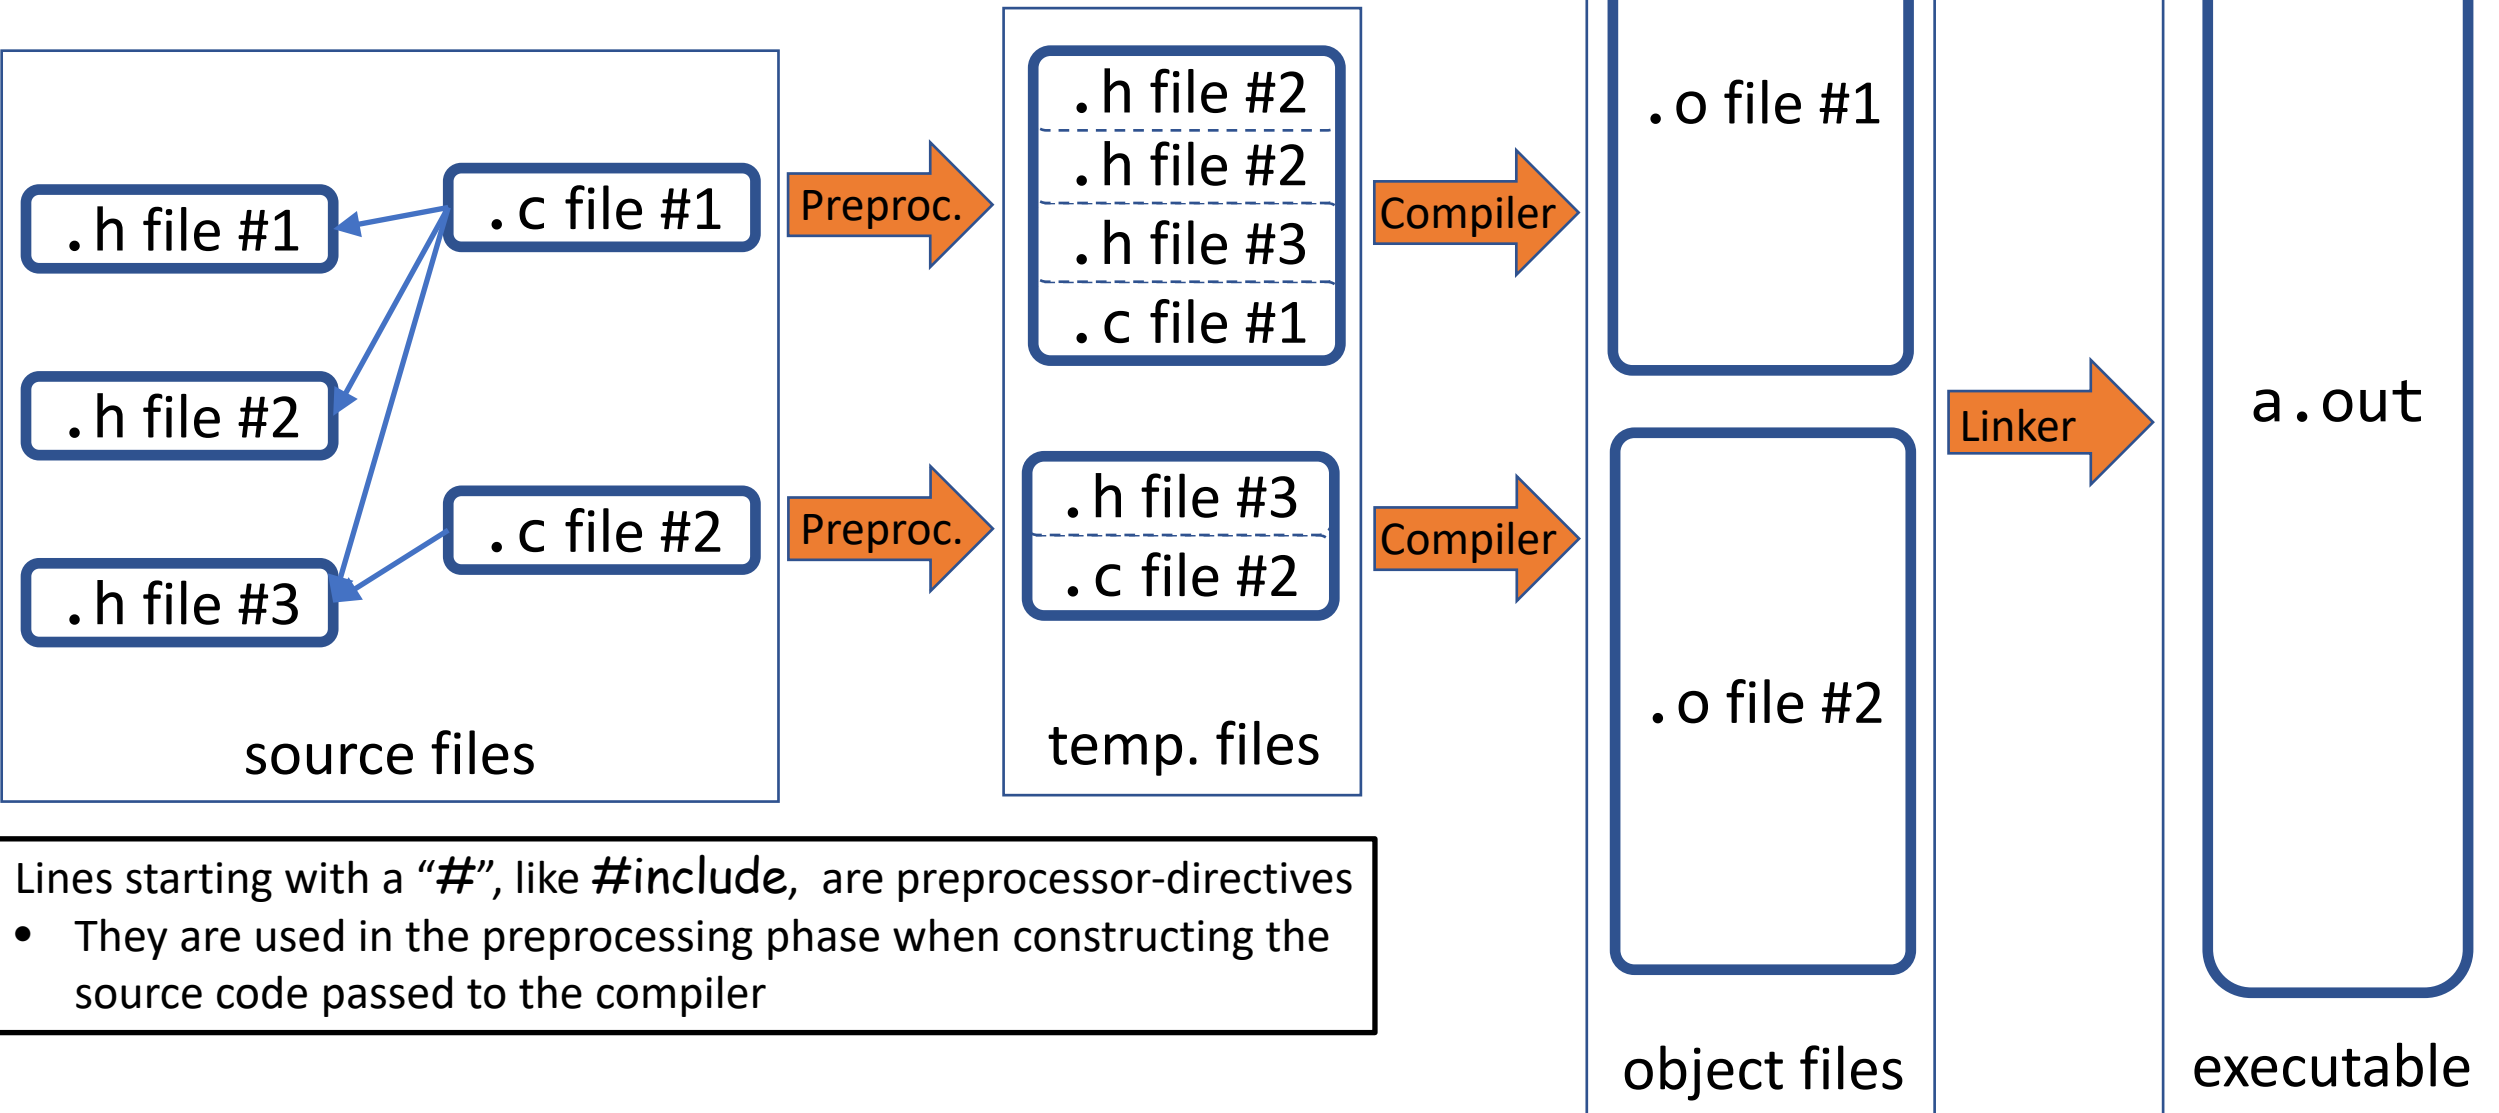 .h file #1
.h file #2
.h file #3
.c file #1
.c file #2
source files
Preproc.
Preproc.
.h file #2
.h file #2
.h file #3
.c file #1
.h file #3
.c file #2
temp. files
Compiler
Compiler
.o file #1
.o file #2
object files
Linker
a.out
executable
Lines starting with a “#”, like #include, are preprocessor-directives
• They are used in the preprocessing phase when constructing the
source code passed to the compiler